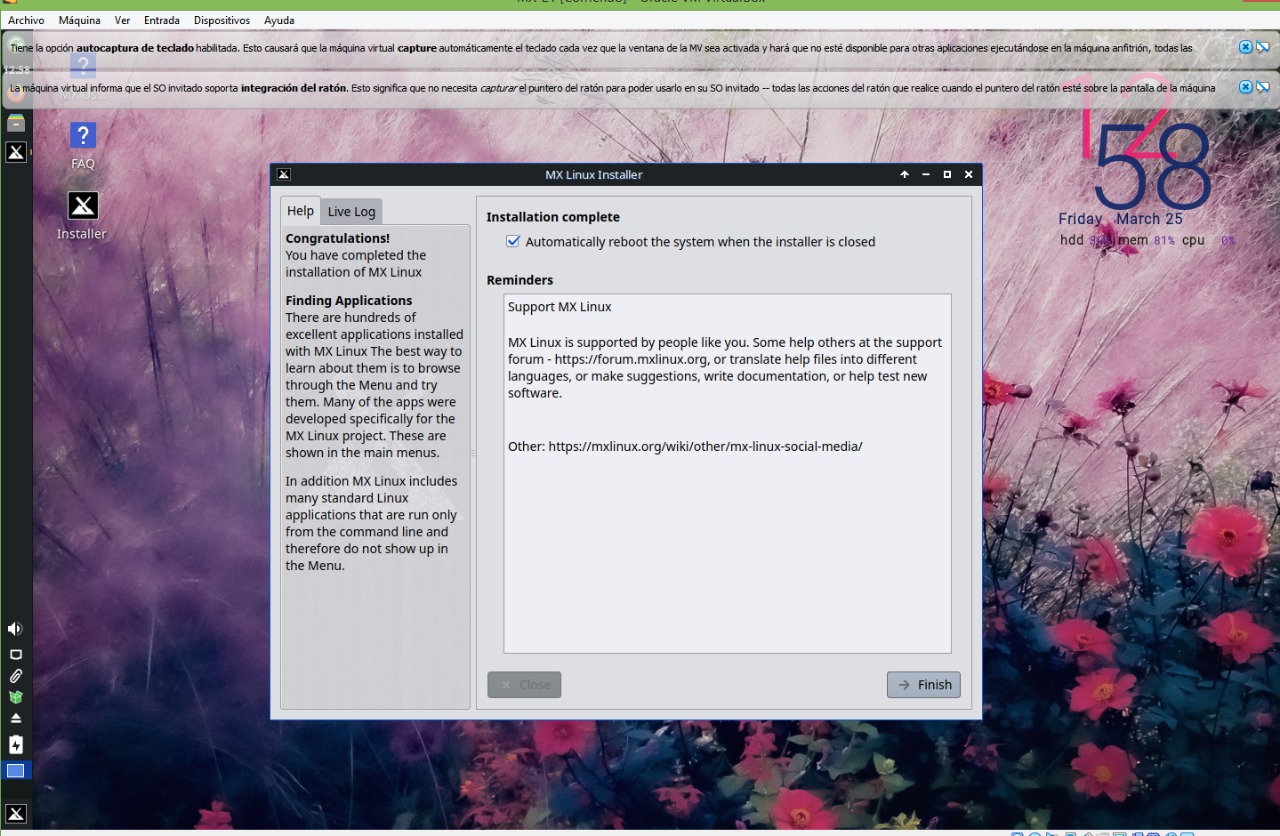 MX-21 [Corriendo] - Oracle VM VirtualBox
Archivo Máquina Ver Entrada Dispositivos Ayuda
Tiene la opción autocaptura de teclado habilitada. Esto causará que la máquina virtual capture automáticamente el teclado cada vez que la ventana de la MV sea activada y hará que no esté disponible para otras aplicaciones ejecutándose en la máquina anfitrión, todas las
12:58
La máquina virtual informa que el SO invitado soporta integración del ratón. Esto significa que no necesita capturar el puntero del ratón para poder usarlo en su SO invitado -- todas las acciones del ratón que realice cuando el puntero del ratón esté sobre la pantalla de la máquina
FAQ
Installer
12
58
Friday March 25
hdd mem 81% cpu 0%
MX Linux Installer
Help Live Log
Congratulations!
You have completed the
installation of MX Linux
Finding Applications
There are hundreds of
excellent applications installed
with MX Linux The best way to
learn about them is to browse
through the Menu and try
them. Many of the apps were
developed specifically for the
MX Linux project. These are
shown in the main menus.
In addition MX Linux includes
many standard Linux
applications that are run only
from the command line and
therefore do not show up in
the Menu.
Installation complete
Automatically reboot the system when the installer is closed
Reminders
Support MX Linux
MX Linux is supported by people like you. Some help others at the support
forum - https://forum.mxlinux.org, or translate help files into different
languages, or make suggestions, write documentation, or help test new
software.
Other: https://mxlinux.org/wiki/other/mx-linux-social-media/
Close
Finish